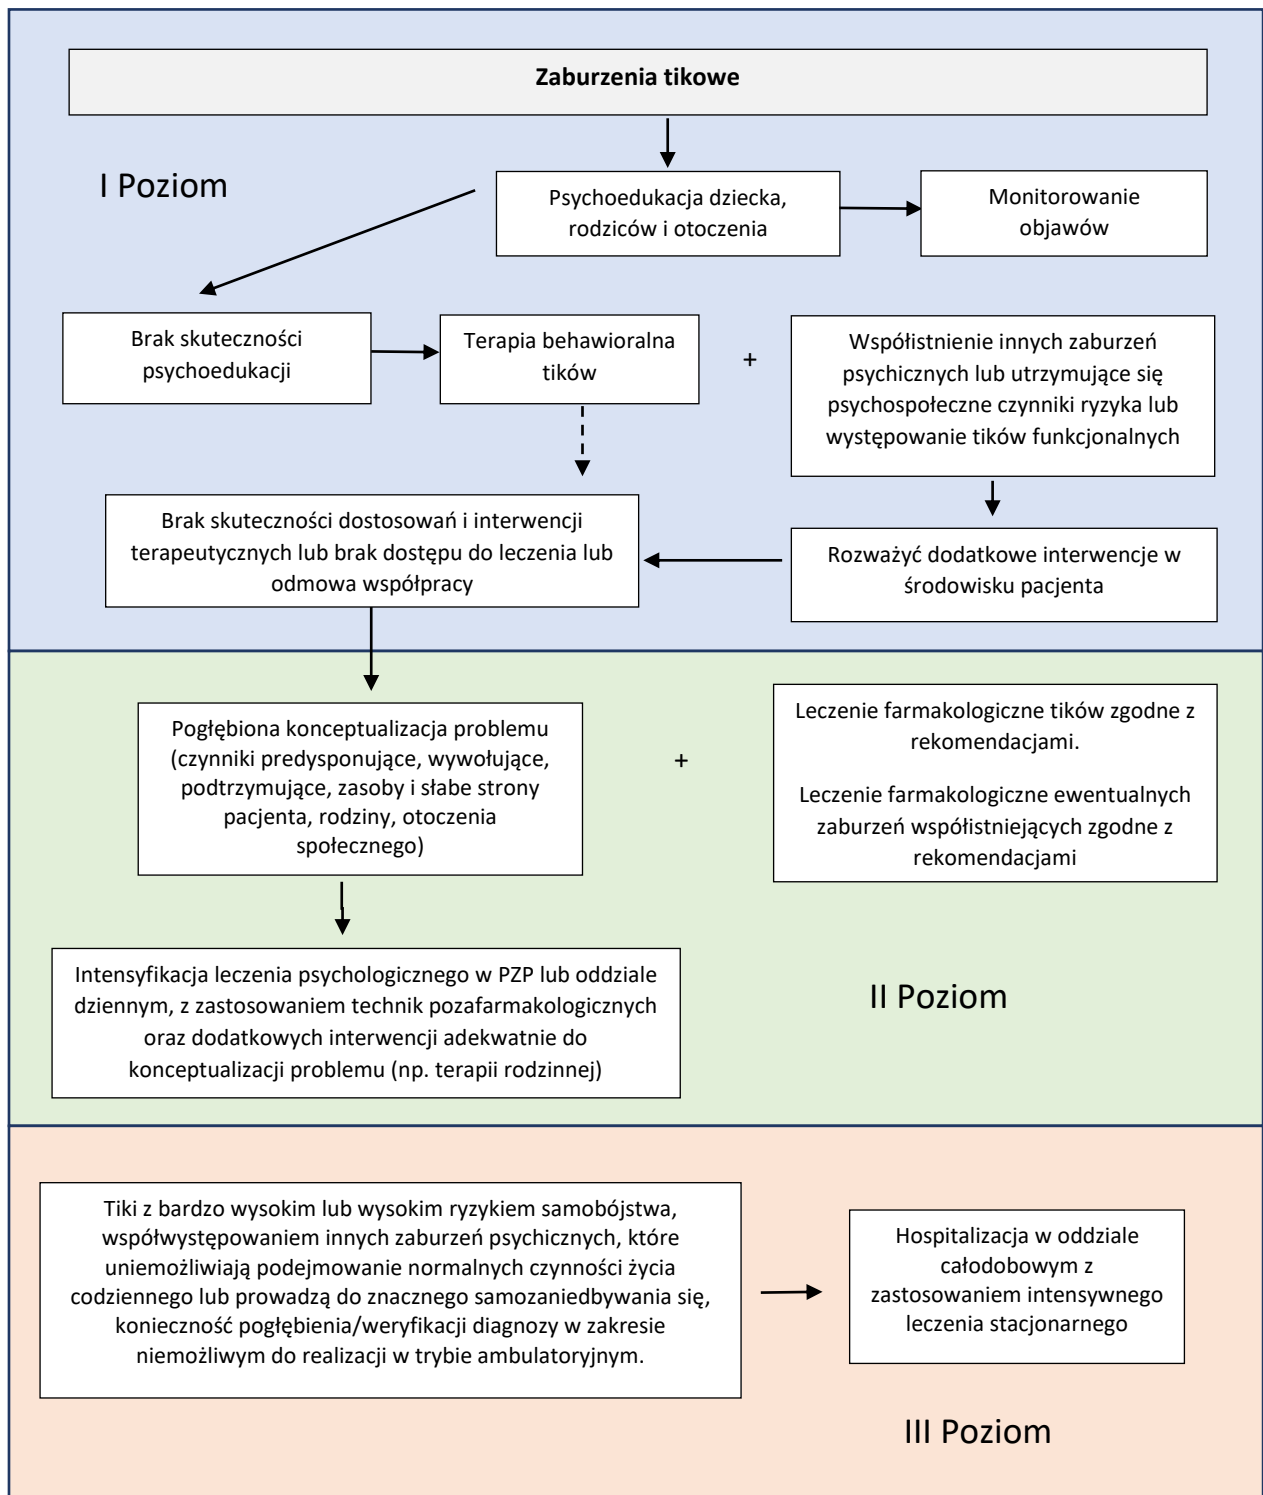 Zaburzenia tikowe
I Poziom
Psychoedukacja dziecka,
rodziców i otoczenia
Monitorowanie
objawów
Brak skuteczności
psychoedukacji
Terapia behawioralna
tików
+
Współistnienie innych zaburzeń
psychicznych lub utrzymujące się
psychospołeczne czynniki ryzyka lub
występowanie tików funkcjonalnych
Brak skuteczności dostosowań i interwencji
terapeutycznych lub brak dostępu do leczenia lub
odmowa współpracy
Rozważyć dodatkowe interwencje w
środowisku pacjenta
Pogłębiona konceptualizacja problemu
(czynniki predysponujące, wywołujące,
podtrzymujące, zasoby i słabe strony
pacjenta, rodziny, otoczenia
społecznego)
+
Leczenie farmakologiczne tików zgodne z
rekomendacjami.
Leczenie farmakologiczne ewentualnych
zaburzeń współistniejących zgodne z
rekomendacjami
Intensyfikacja leczenia psychologicznego w PZP lub oddziale
dziennym, z zastosowaniem technik pozafarmakologicznych
oraz dodatkowych interwencji adekwatnie do
konceptualizacji problemu (np. terapii rodzinnej)
II Poziom
Tiki z bardzo wysokim lub wysokim ryzykiem samobójstwa,
współwystępowaniem innych zaburzeń psychicznych, które
uniemożliwiają podejmowanie normalnych czynności życia
codziennego lub prowadzą do znacznego samozaniedbywania się,
konieczność pogłębienia/weryfikacji diagnozy w zakresie
niemożliwym do realizacji w trybie ambulatoryjnym.
Hospitalizacja w oddziale
całodobowym z
zastosowaniem intensywnego
leczenia stacjonarnego
III Poziom